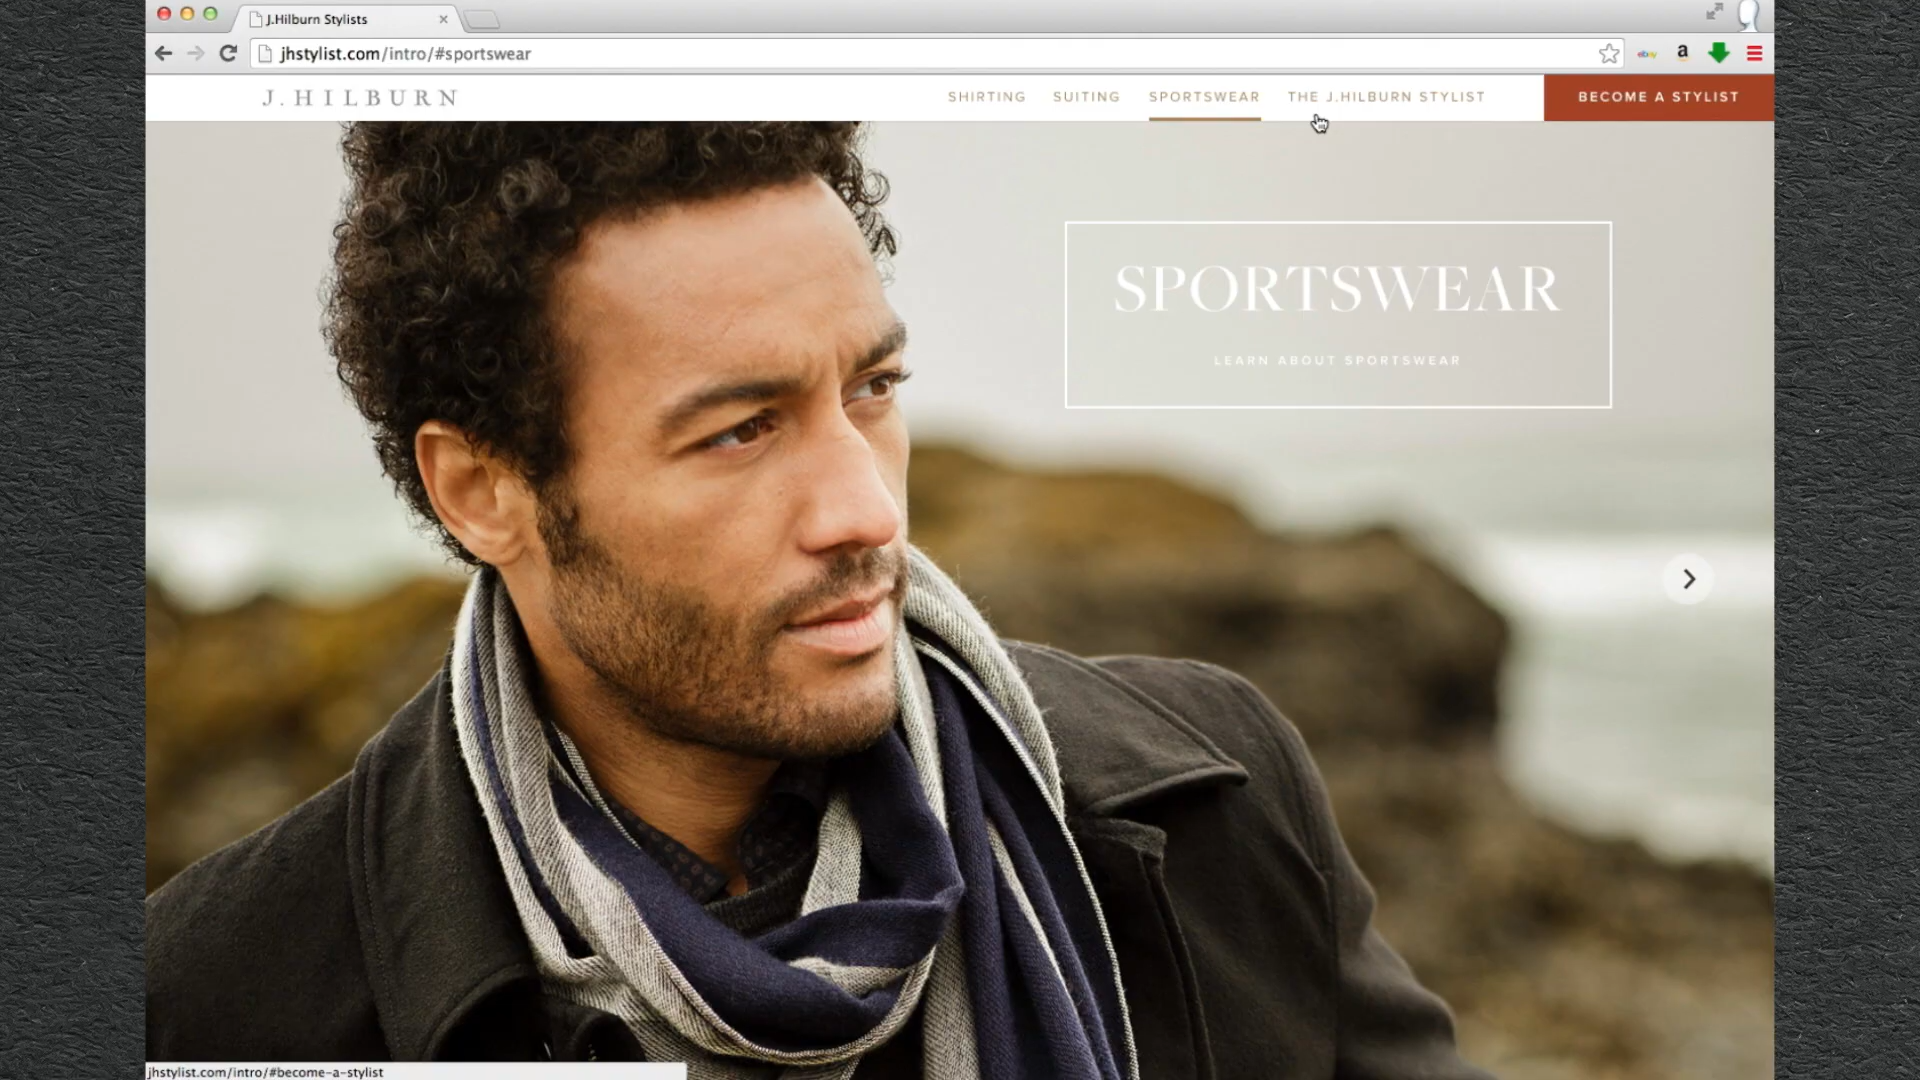 J.Hilburn Stylists
jhstylist.com/intro/#sportswear
ebay
a
J.HILBURN
SHIRTING
SUITING
SPORTSWEAR
THE J.HILBURN STYLIST
BECOME A STYLIST
SPORTSWEAR
LEARN ABOUT SPORTSWEAR
jhstylist.com/intro/#become-a-stylist